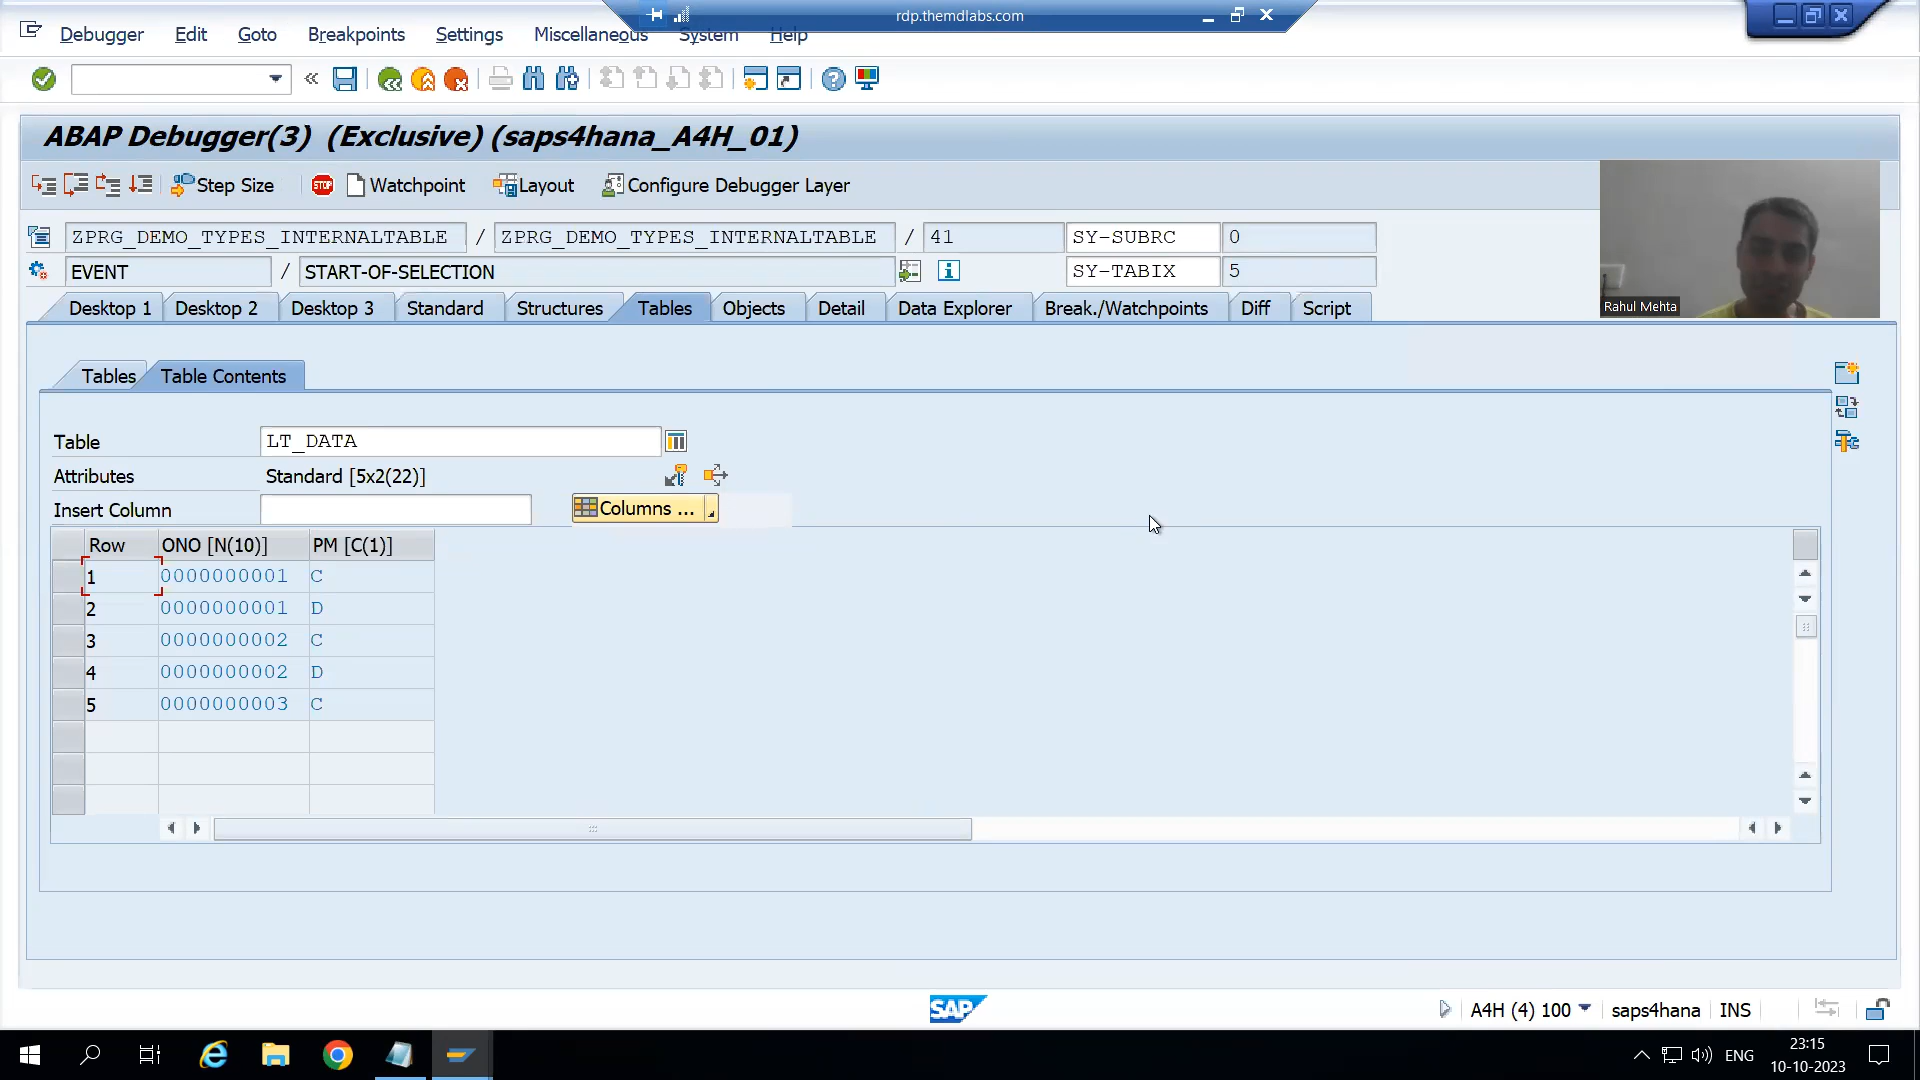 rdp.themdlabs.com
Debugger Edit Goto Breakpoints Settings Miscellaneous System Help
ABAP Debugger(3) (Exclusive) (saps4hana_A4H_01)
Step Size STOP Watchpoint Layout Configure Debugger Layer
ZPRG_DEMO_TYPES_INTERNALTABLE / ZPRG_DEMO_TYPES_INTERNALTABLE / 41 SY-SUBRC 0
EVENT / START-OF-SELECTION SY-TABIX 5
Rahul Mehta
Desktop 1 Desktop 2 Desktop 3 Standard Structures Tables Objects Detail Data Explorer Break./Watchpoints Diff Script
Tables Table Contents
Table LT_DATA
Attributes Standard [5x2(22)]
Insert Column Columns ...
Row ONO [N(10)] PM [C(1)]
1 0000000001 C
2 0000000001 D
3 0000000002 C
4 0000000002 D
5 0000000003 C
SAP A4H (4) 100 saps4hana INS
ENG 23:15
10-10-2023